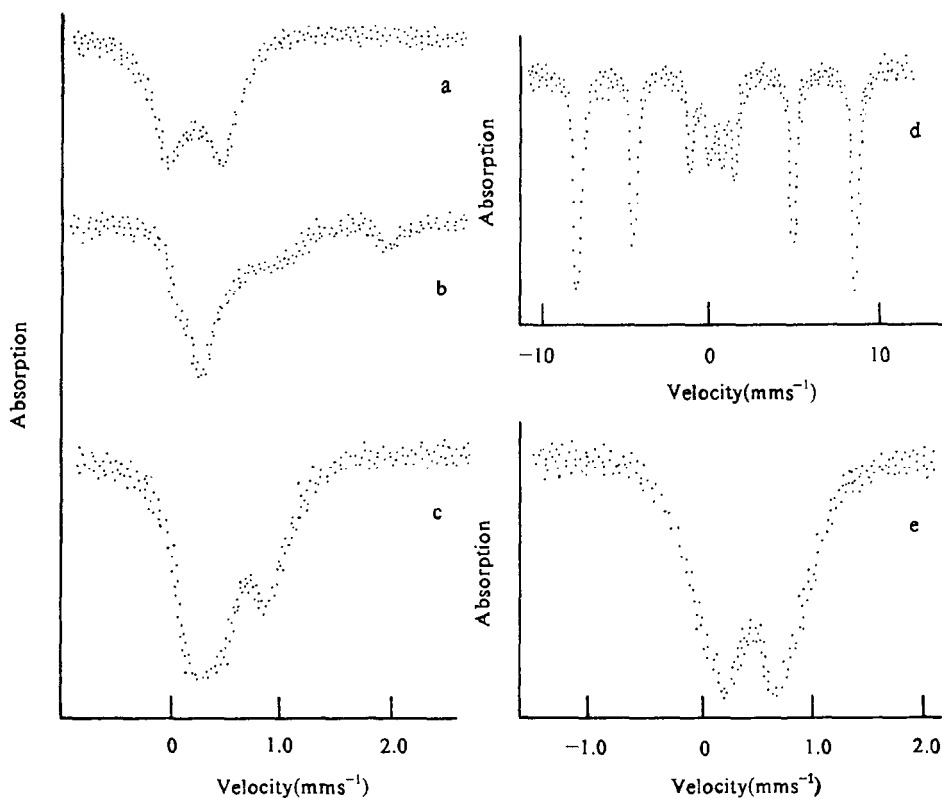 a
b
c
Absorption
0 1.0 2.0
Velocity(mms⁻¹)
d
Absorption
−10 0 10
Velocity(mms⁻¹)
e
Absorption
−1.0 0 1.0 2.0
Velocity(mms⁻¹)